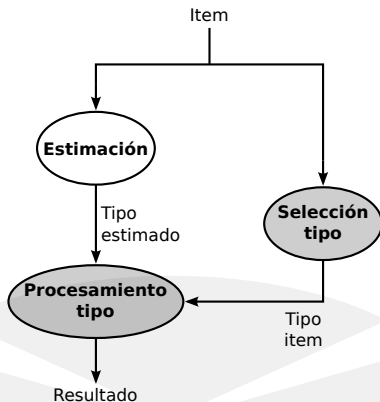 Item
Estimación
Tipo
estimado
Selección
tipo
Procesamiento
tipo
Tipo
item
Resultado